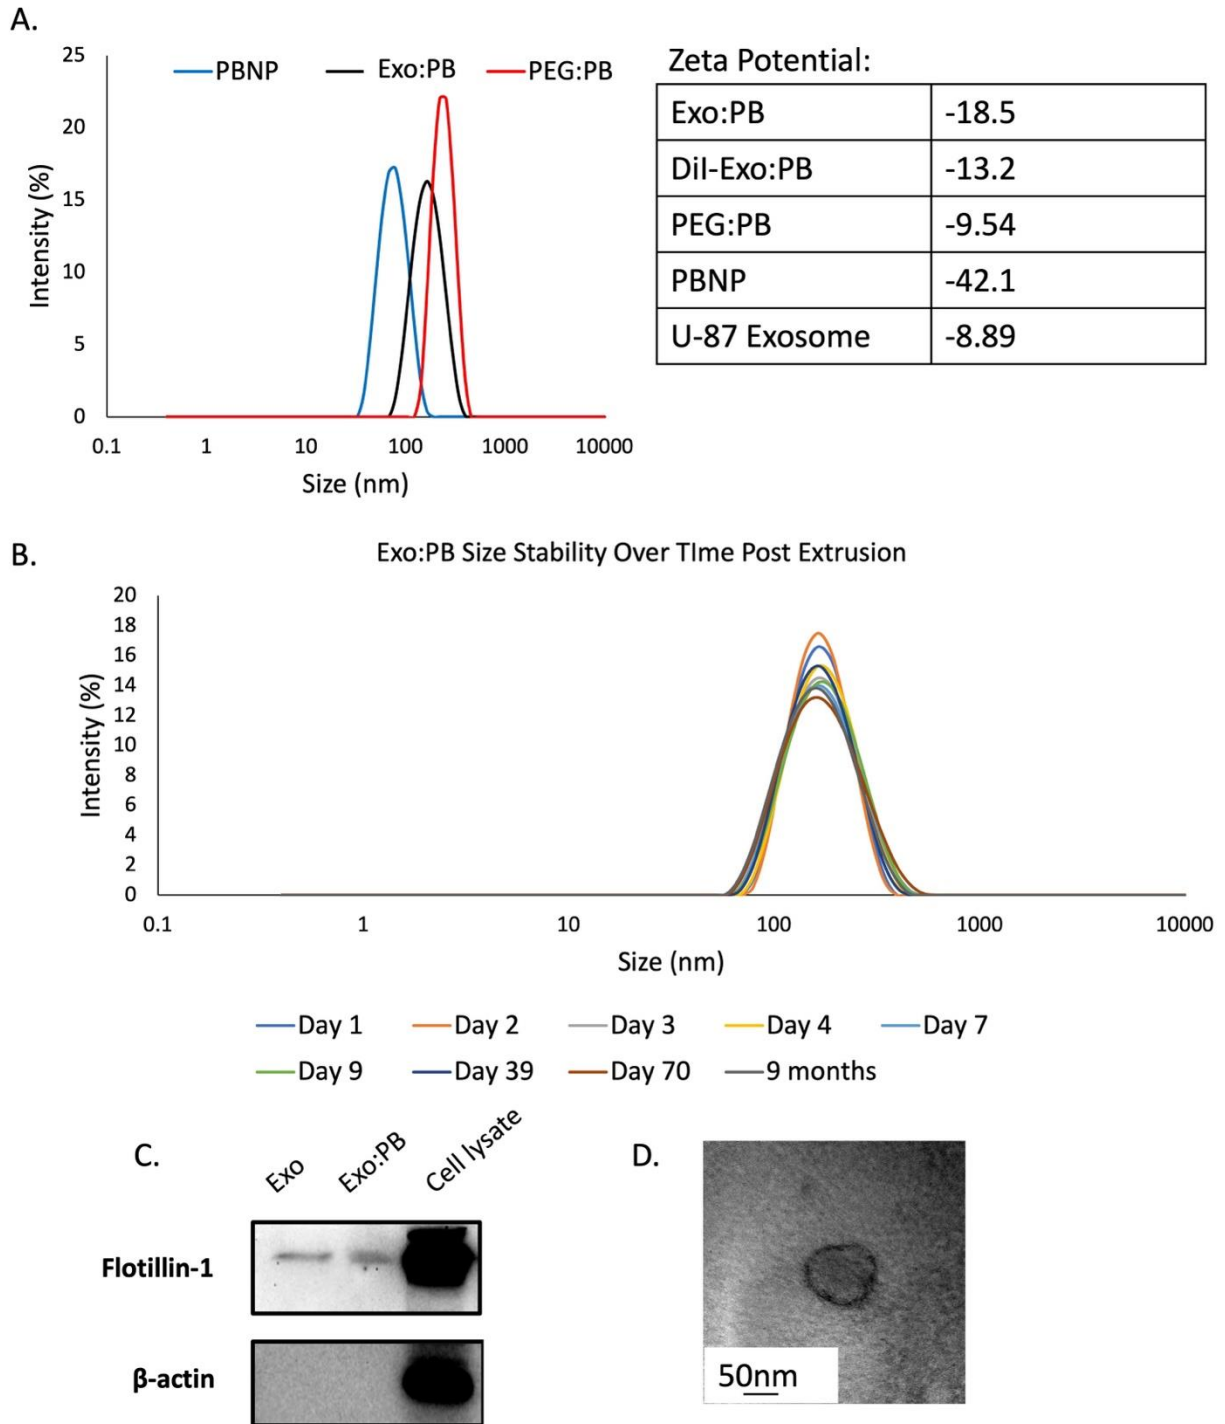 A.
PBNP Exo:PB PEG:PB
25
20
15
10
5
0
Intensity (%)
0.1 1 10 100 1000 10000
Size (nm)
Zeta Potential:
Exo:PB -18.5
Dil-Exo:PB -13.2
PEG:PB -9.54
PBNP -42.1
U-87 Exosome -8.89
B.
Exo:PB Size Stability Over TIme Post Extrusion
20
18
16
14
12
10
8
6
4
2
0
Intensity (%)
0.1 1 10 100 1000 10000
Size (nm)
Day 1 Day 2 Day 3 Day 4 Day 7
Day 9 Day 39 Day 70 9 months
C.
Exo Exo:PB Cell lysate
Flotillin-1
β-actin
D.
50nm